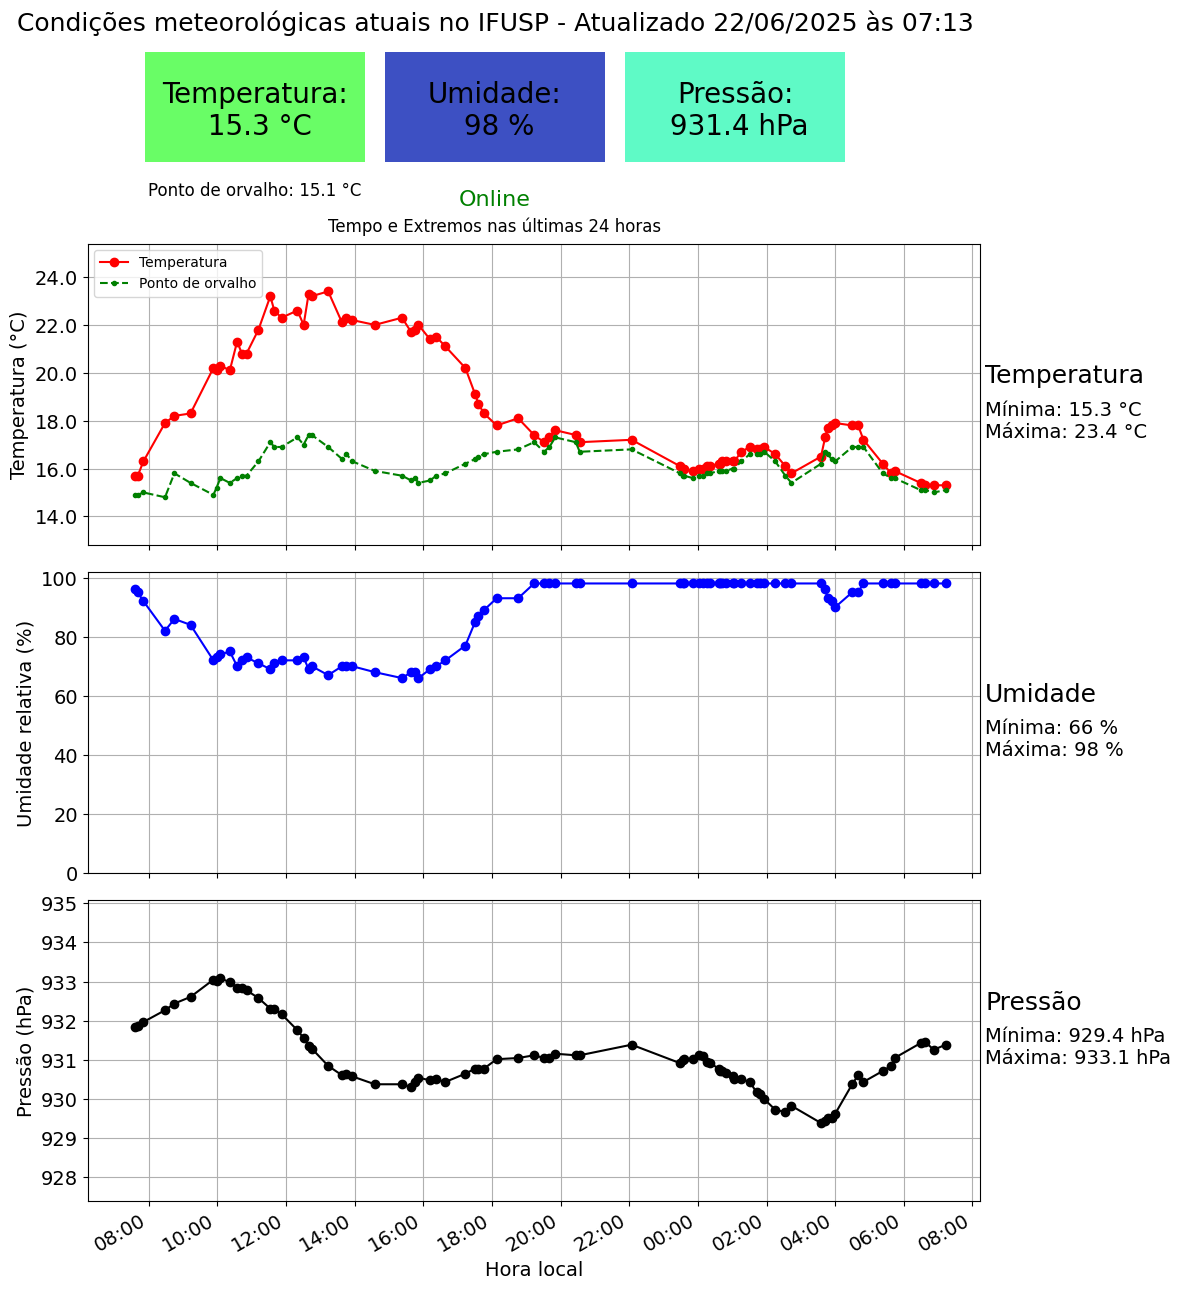 Condições meteorológicas atuais no IFUSP - Atualizado 22/06/2025 às 07:13
Temperatura:
15.3 °C
Umidade:
98 %
Pressão:
931.4 hPa
Ponto de orvalho: 15.1 °C
Online
Tempo e Extremos nas últimas 24 horas
Temperatura
Ponto de orvalho
Temperatura (°C)
24.0
22.0
20.0
18.0
16.0
14.0
Temperatura
Mínima: 15.3 °C
Máxima: 23.4 °C
Umidade relativa (%)
100
80
60
40
20
0
Umidade
Mínima: 66 %
Máxima: 98 %
Pressão (hPa)
935
934
933
932
931
930
929
928
Pressão
Mínima: 929.4 hPa
Máxima: 933.1 hPa
08:00
10:00
12:00
14:00
16:00
18:00
20:00
22:00
00:00
02:00
04:00
06:00
08:00
Hora local